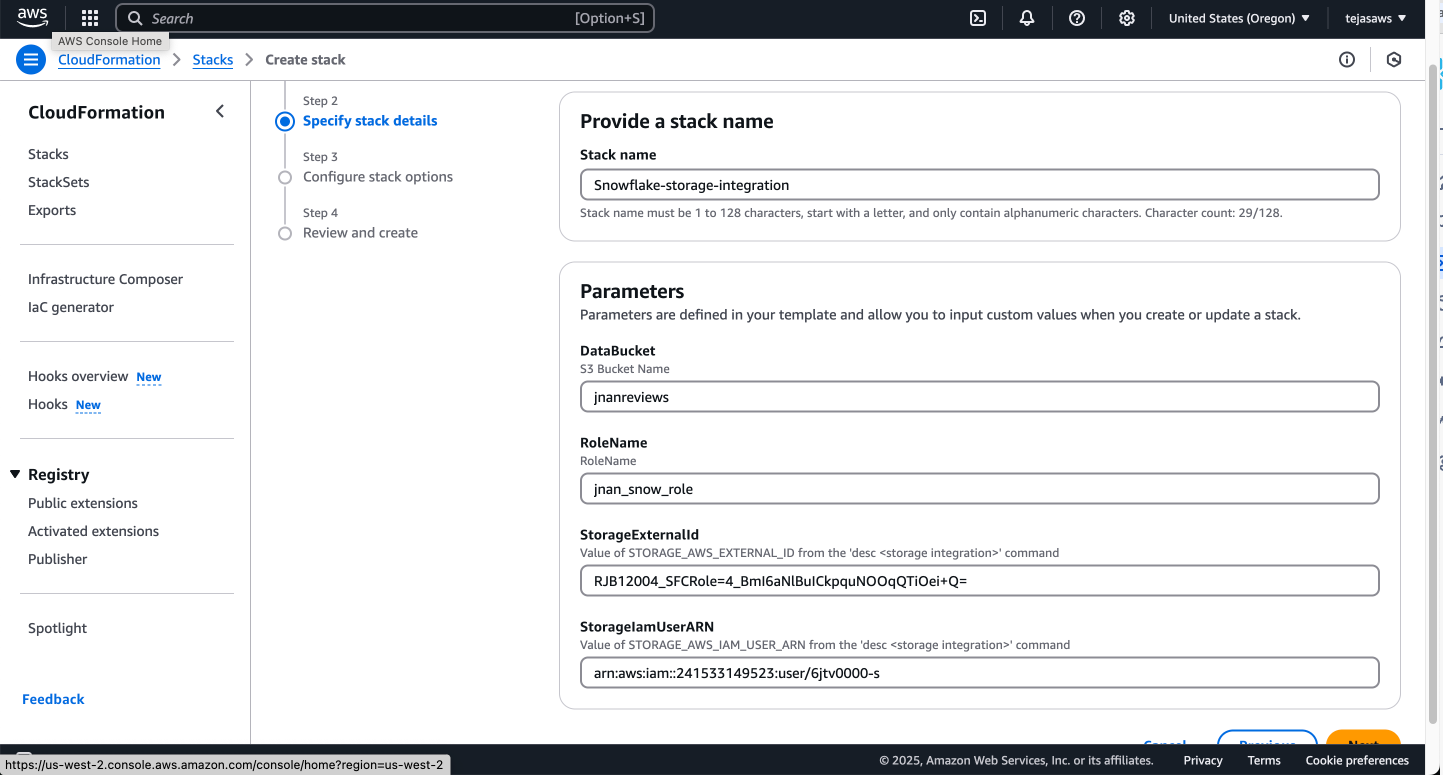 aws
Search
[Option+S]
United States (Oregon)
tejasaws
AWS Console Home
CloudFormation
Stacks
Create stack
CloudFormation
Stacks
StackSets
Exports
Infrastructure Composer
IaC generator
Hooks overview New
Hooks New
Registry
Public extensions
Activated extensions
Publisher
Spotlight
Feedback
Step 2
Specify stack details
Step 3
Configure stack options
Step 4
Review and create
Provide a stack name
Stack name
Snowflake-storage-integration
Stack name must be 1 to 128 characters, start with a letter, and only contain alphanumeric characters. Character count: 29/128.
Parameters
Parameters are defined in your template and allow you to input custom values when you create or update a stack.
DataBucket
S3 Bucket Name
jnanreviews
RoleName
RoleName
jnan_snow_role
StorageExternalId
Value of STORAGE_AWS_EXTERNAL_ID from the 'desc <storage integration>' command
RJB12004_SFCRole=4_BmI6aNlBuICkpquNOOqQTiOei+Q=
StorageIamUserARN
Value of STORAGE_AWS_IAM_USER_ARN from the 'desc <storage integration>' command
arn:aws:iam::241533149523:user/6jtv0000-s
Cancel
Previous
Next
https://us-west-2.console.aws.amazon.com/console/home?region=us-west-2
© 2025, Amazon Web Services, Inc. or its affiliates.
Privacy
Terms
Cookie preferences